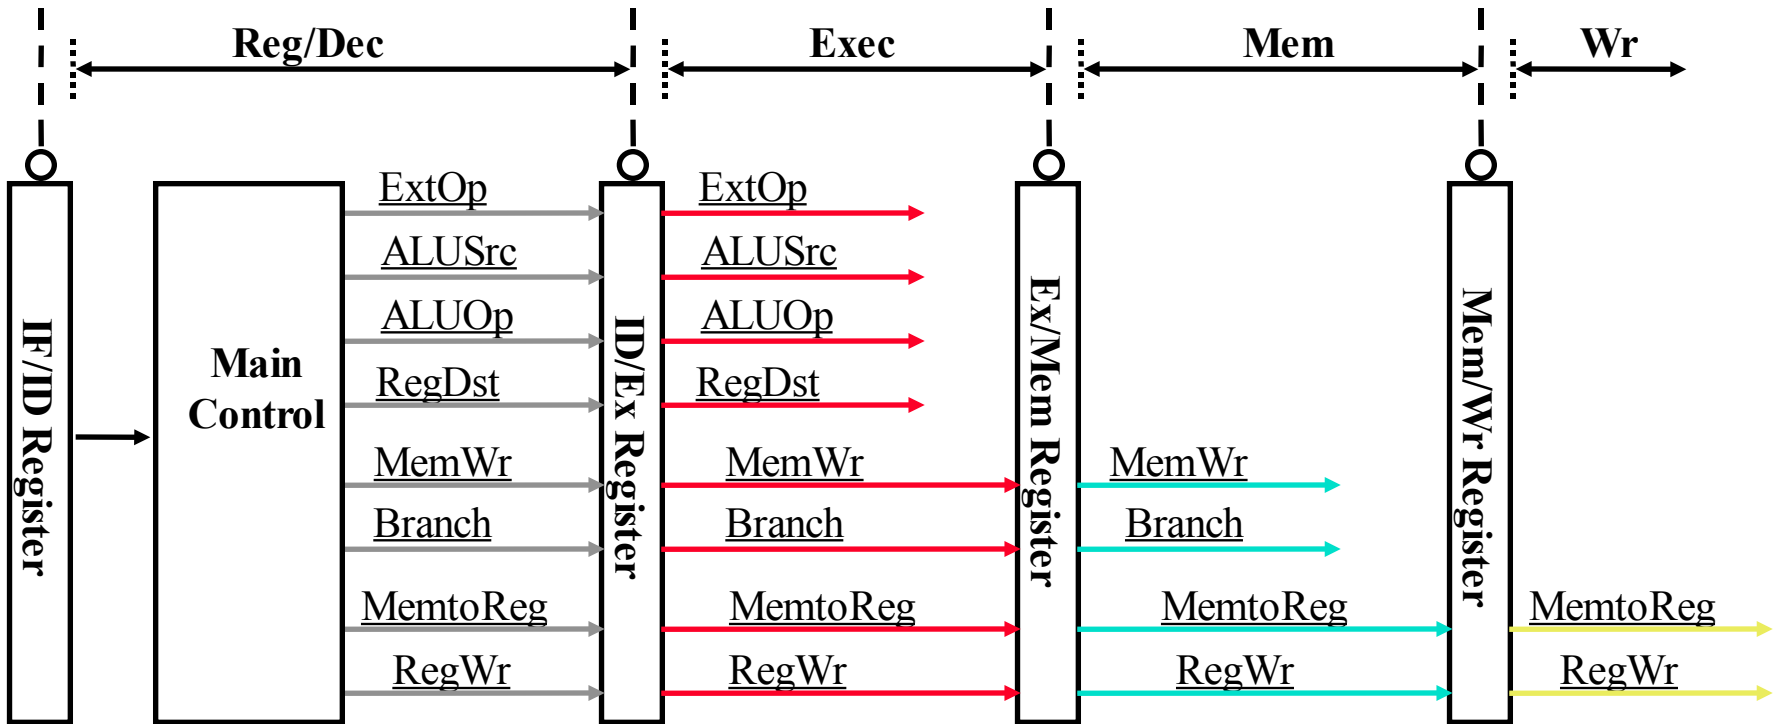 Reg/Dec
Exec
Mem
Wr
IF/ID Register
Main
Control
ExtOp
ALUSrc
ALUOp
RegDst
MemWr
Branch
MemtoReg
RegWr
ID/Ex Register
ExtOp
ALUSrc
ALUOp
RegDst
MemWr
Branch
MemtoReg
RegWr
Ex/Mem Register
MemWr
Branch
MemtoReg
RegWr
Mem/Wr Register
MemtoReg
RegWr